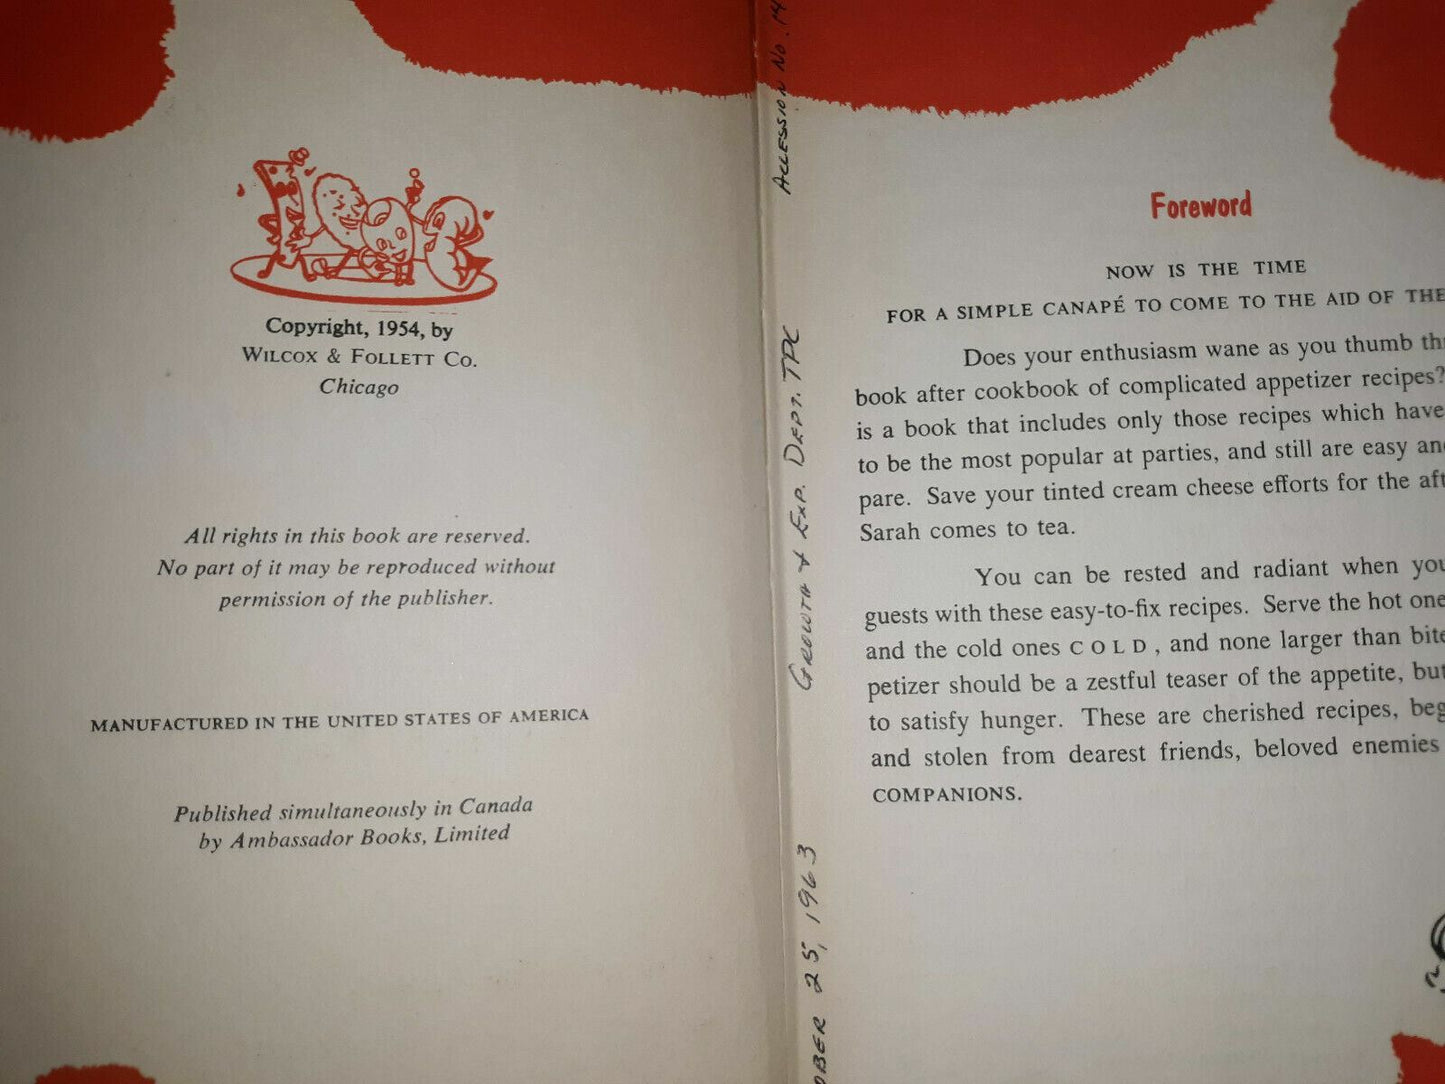 Copyright, 1954, by
WILCOX & FOLLETT CO.
Chicago
All rights in this book are reserved.
No part of it may be reproduced without
permission of the publisher.
MANUFACTURED IN THE UNITED STATES OF AMERICA
Published simultaneously in Canada
by Ambassador Books, Limited
ACCESSION NO. 14
GROWTH & EXP. DEPT. TPC
OBER 25, 1963
Foreword
NOW IS THE TIME
FOR A SIMPLE CANAPÉ TO COME TO THE AID OF THE
Does your enthusiasm wane as you thumb th
book after cookbook of complicated appetizer recipes?
is a book that includes only those recipes which have
to be the most popular at parties, and still are easy an
pare. Save your tinted cream cheese efforts for the aft
Sarah comes to tea.
You can be rested and radiant when you
guests with these easy-to-fix recipes. Serve the hot one
and the cold ones COLD, and none larger than bite
petizer should be a zestful teaser of the appetite, but
to satisfy hunger. These are cherished recipes, beg
and stolen from dearest friends, beloved enemies
COMPANIONS.